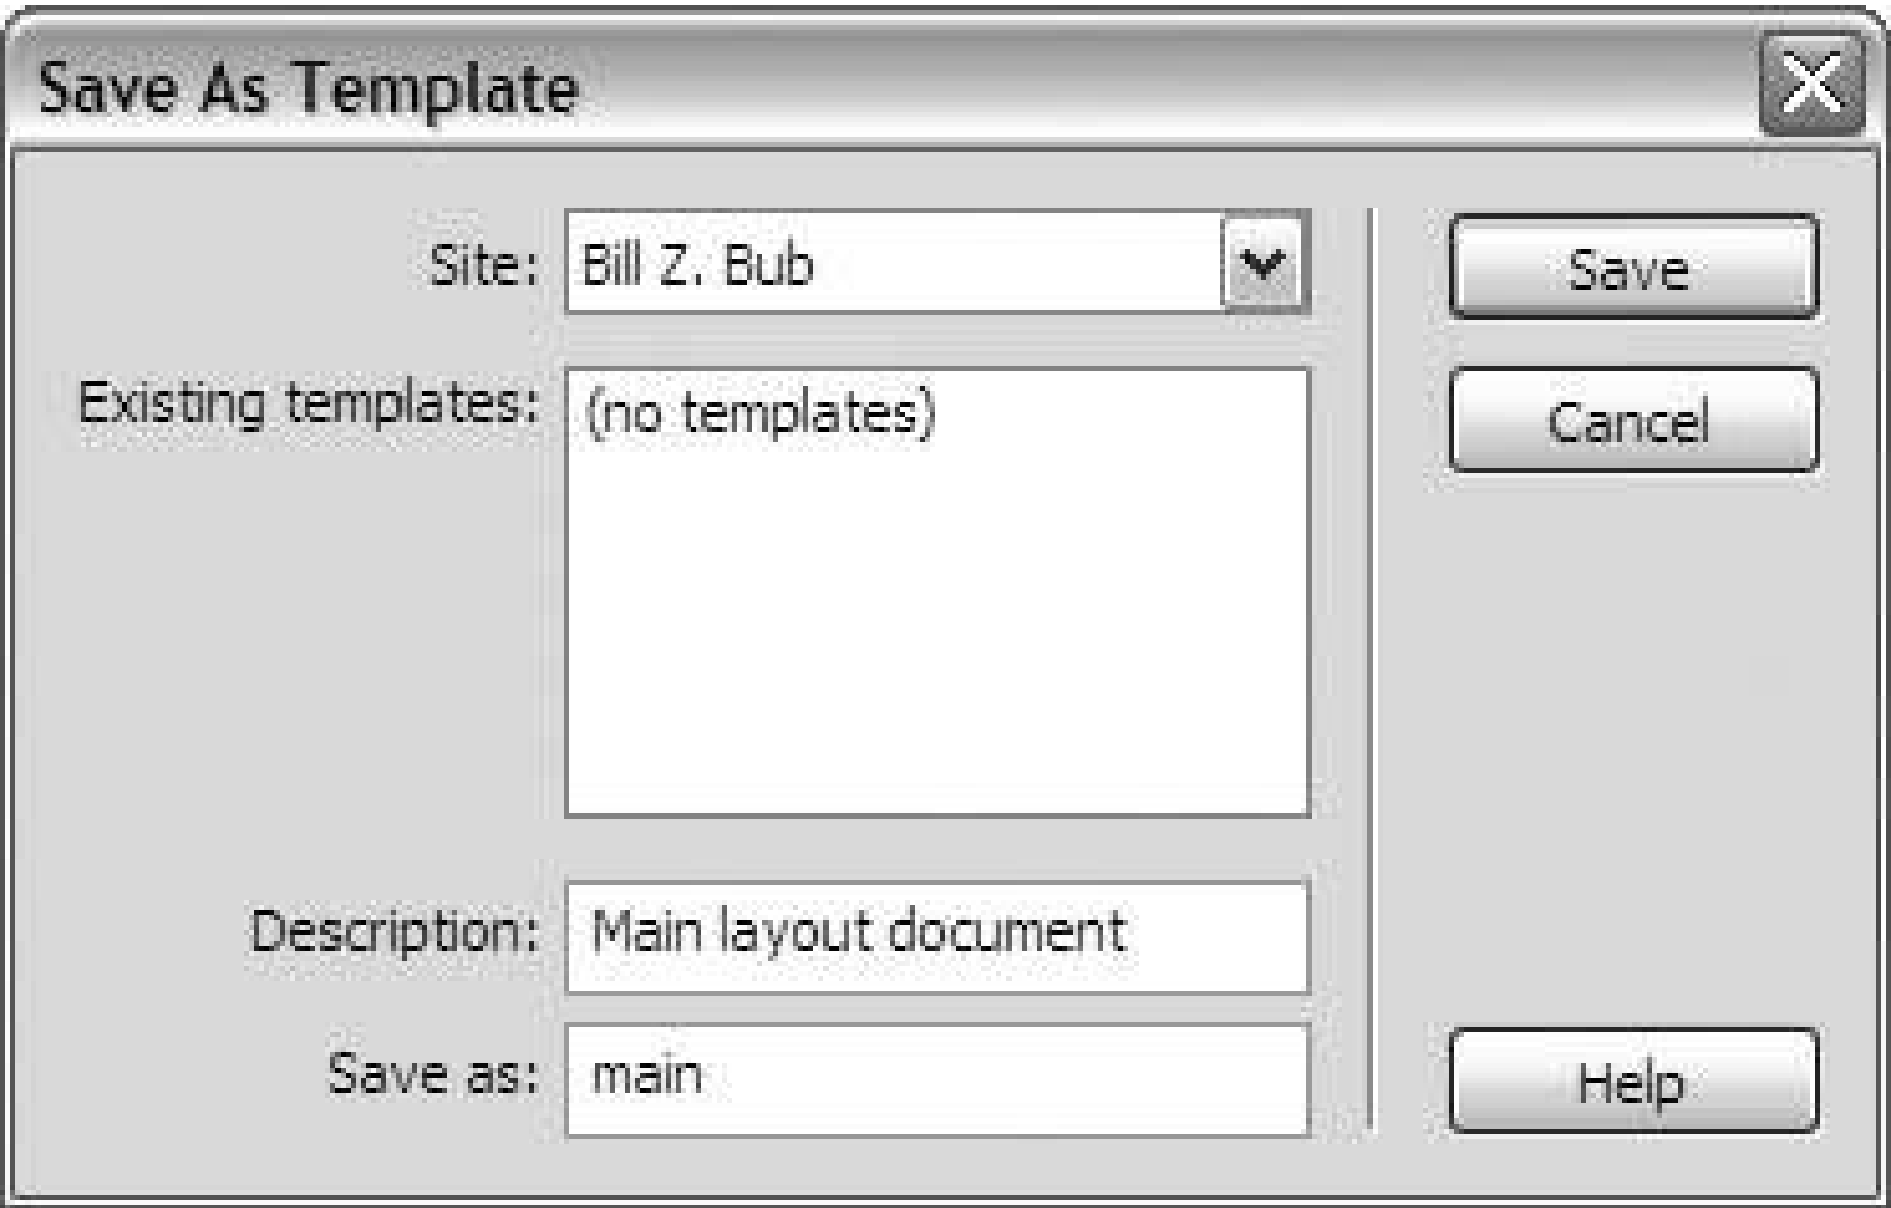 Save As Template
Site: Bill Z. Bub
Save
Existing templates: (no templates)
Cancel
Description: Main layout document
Save as: main
Help